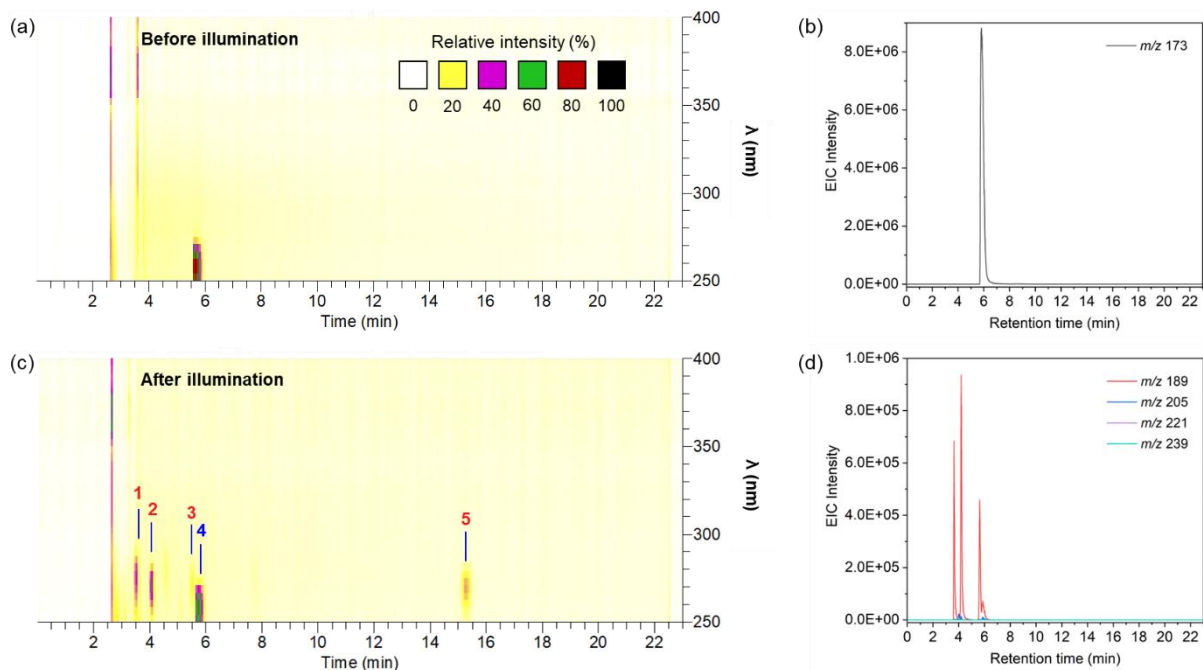 (a)
Before illumination
Relative intensity (%)
0 20 40 60 80 100
400
350
300
250
λ (nm)
2 4 6 8 10 12 14 16 18 20 22
Time (min)
(b)
m/z 173
8.0E+06
6.0E+06
4.0E+06
2.0E+06
0.0E+00
EIC Intensity
0 2 4 6 8 10 12 14 16 18 20 22
Retention time (min)
(c)
After illumination
1
2
3
4
5
400
350
300
250
λ (nm)
2 4 6 8 10 12 14 16 18 20 22
Time (min)
(d)
m/z 189
m/z 205
m/z 221
m/z 239
1.0E+06
8.0E+05
6.0E+05
4.0E+05
2.0E+05
0.0E+00
EIC Intensity
0 2 4 6 8 10 12 14 16 18 20 22
Retention time (min)